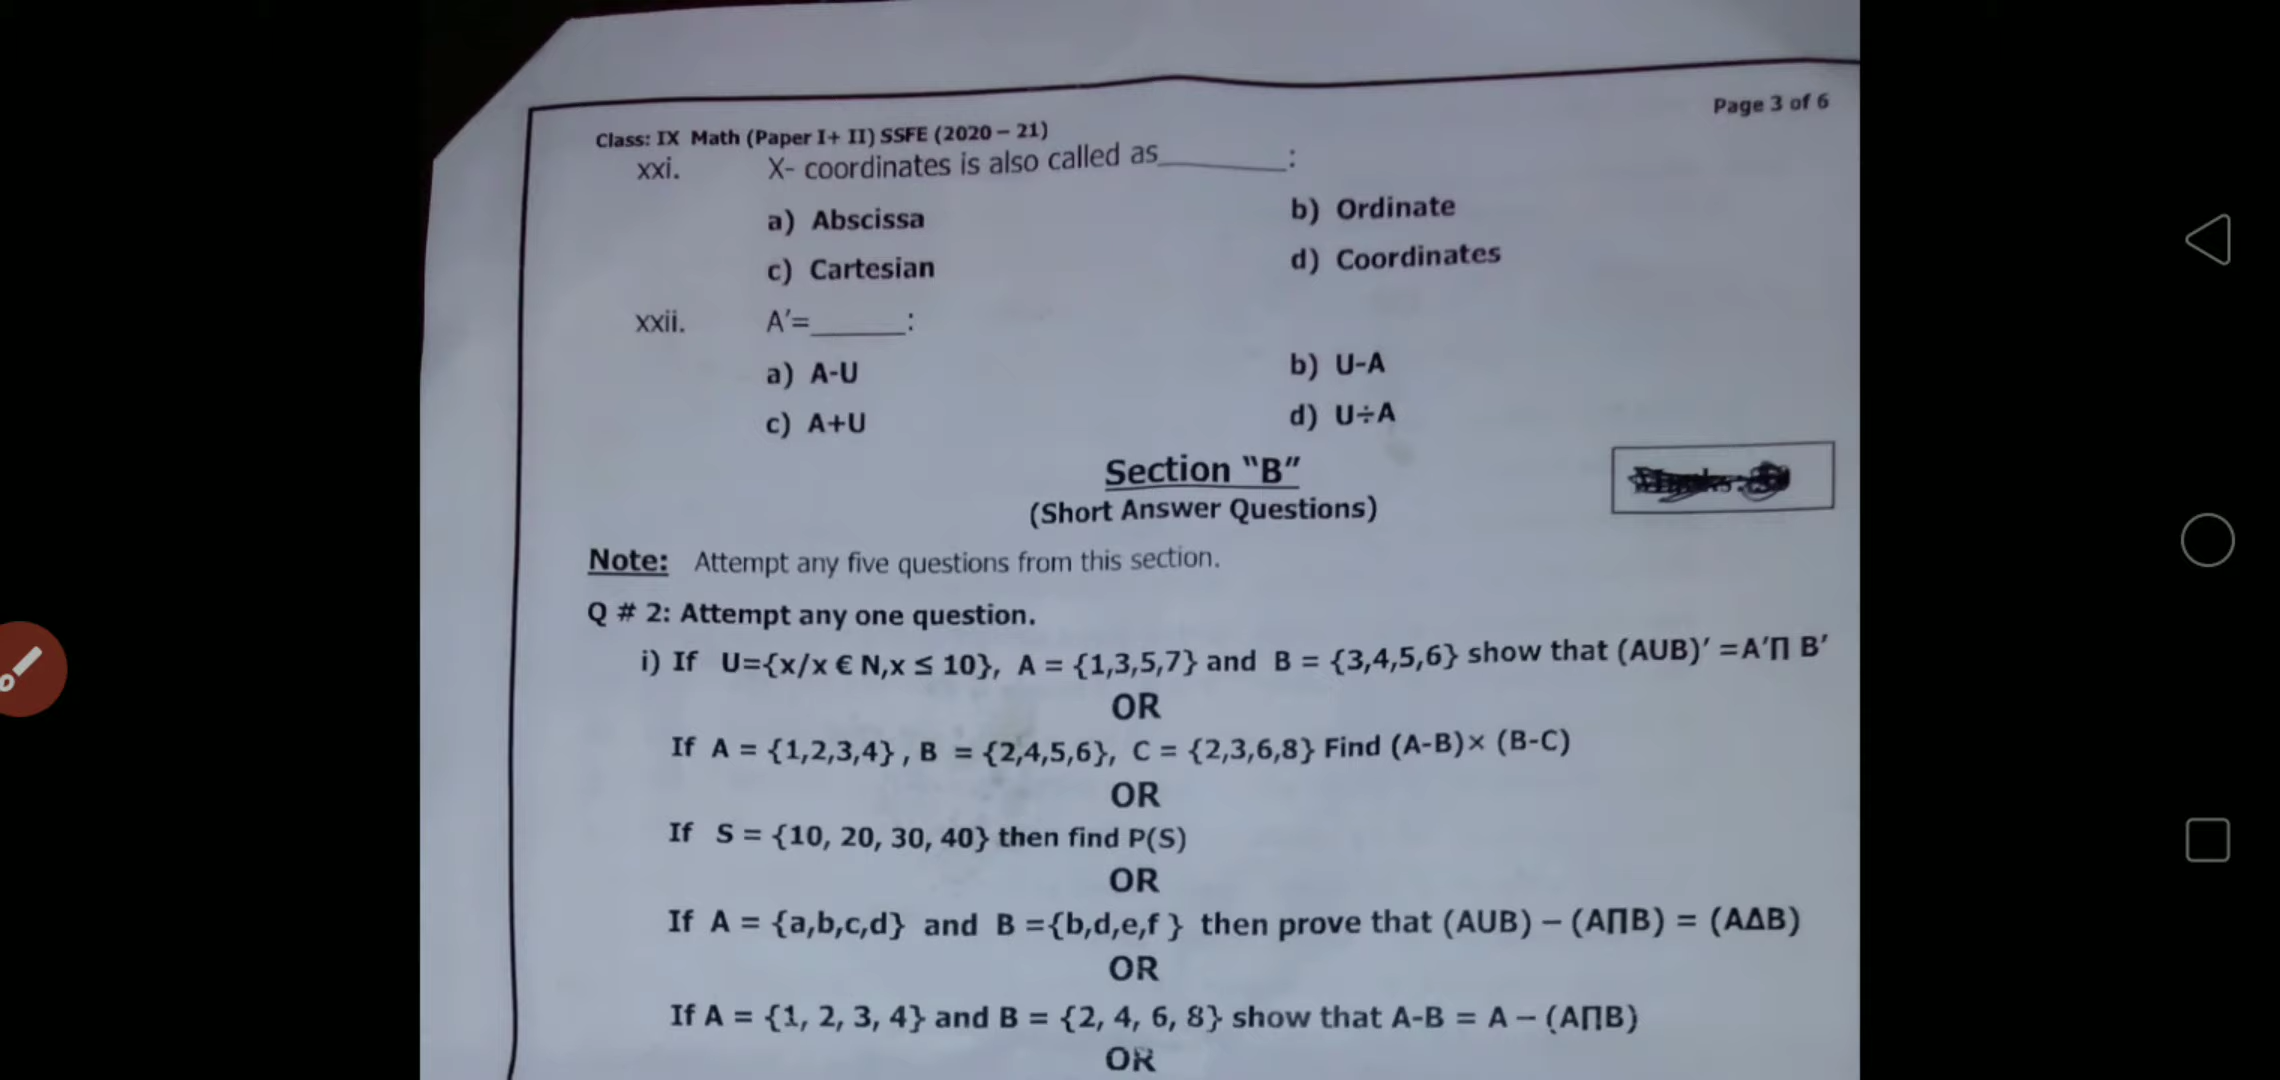 Page 3 of 6
Class: IX Math (Paper I+ II) SSFE (2020 – 21)
xxi. X- coordinates is also called as________:
a) Abscissa b) Ordinate
c) Cartesian d) Coordinates
xxii. A′=______:
a) A-U b) U-A
c) A+U d) U÷A
Section "B"
(Short Answer Questions)
Note: Attempt any five questions from this section.
Q # 2: Attempt any one question.
i) If U={x/x € N,x ≤ 10}, A = {1,3,5,7} and B = {3,4,5,6} show that (AUB)′ =A′Π B′
OR
If A = {1,2,3,4} , B = {2,4,5,6}, C = {2,3,6,8} Find (A-B)× (B-C)
OR
If S = {10, 20, 30, 40} then find P(S)
OR
If A = {a,b,c,d} and B ={b,d,e,f } then prove that (AUB) – (AΠB) = (AΔB)
OR
If A = {1, 2, 3, 4} and B = {2, 4, 6, 8} show that A-B = A – (AΠB)
OR